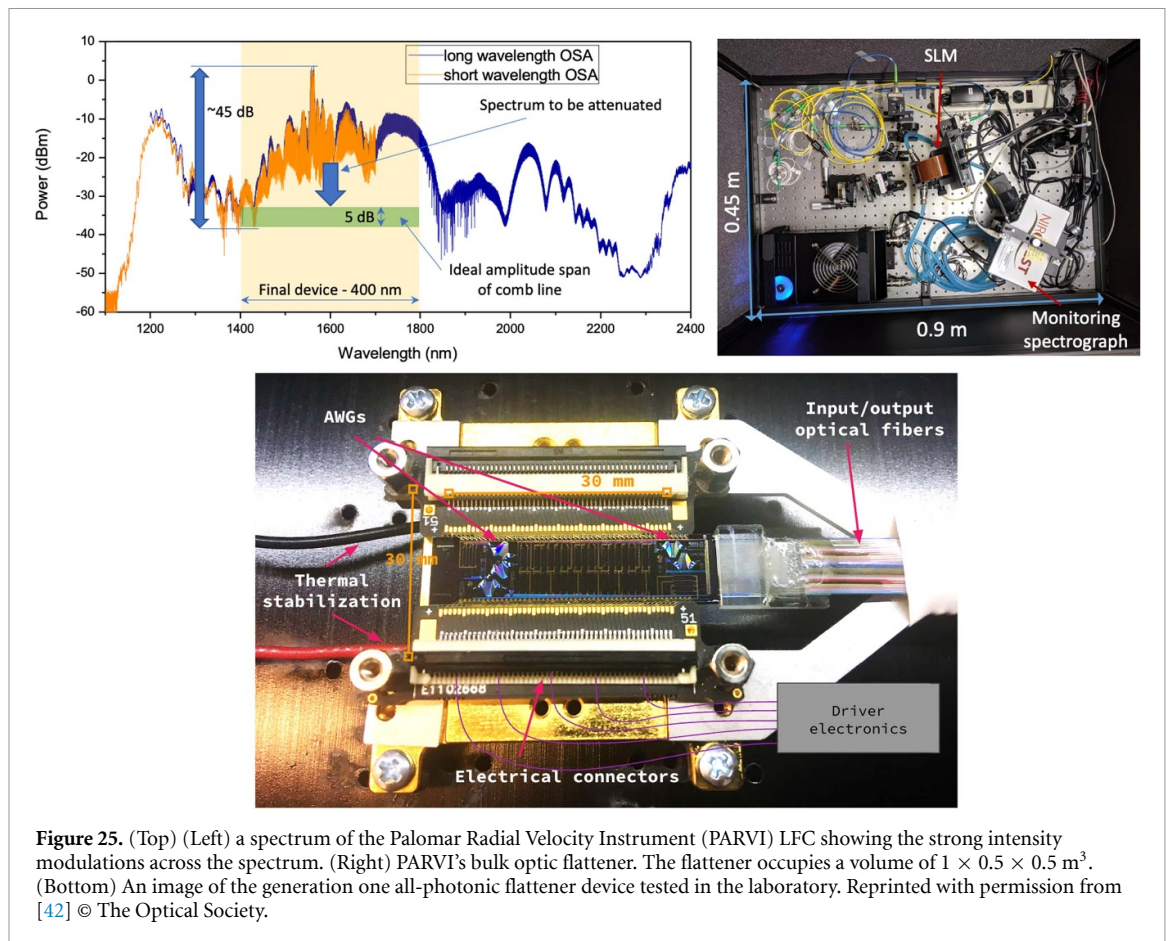 10
0
-10
-20
-30
-40
-50
-60
Power (dBm)
1200 1400 1600 1800 2000 2200 2400
Wavelength (nm)
long wavelength OSA
short wavelength OSA
~45 dB
Spectrum to be attenuated
5 dB
Ideal amplitude span
of comb line
Final device - 400 nm
SLM
0.45 m
0.9 m
Monitoring
spectrograph
AWGs
Input/output
optical fibers
30 mm
51
30 mm
Thermal
stabilization
51
E1102668
Driver
electronics
Electrical connectors
Figure 25. (Top) (Left) a spectrum of the Palomar Radial Velocity Instrument (PARVI) LFC showing the strong intensity
modulations across the spectrum. (Right) PARVI's bulk optic flattener. The flattener occupies a volume of 1 × 0.5 × 0.5 m³.
(Bottom) An image of the generation one all-photonic flattener device tested in the laboratory. Reprinted with permission from
[42] © The Optical Society.